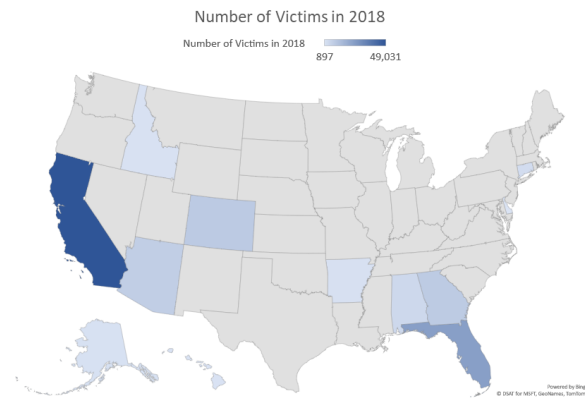 Number of Victims in 2018
Number of Victims in 2018
897 49,031
Powered by Bing
© DSAT for MSFT, GeoNames, TomTom